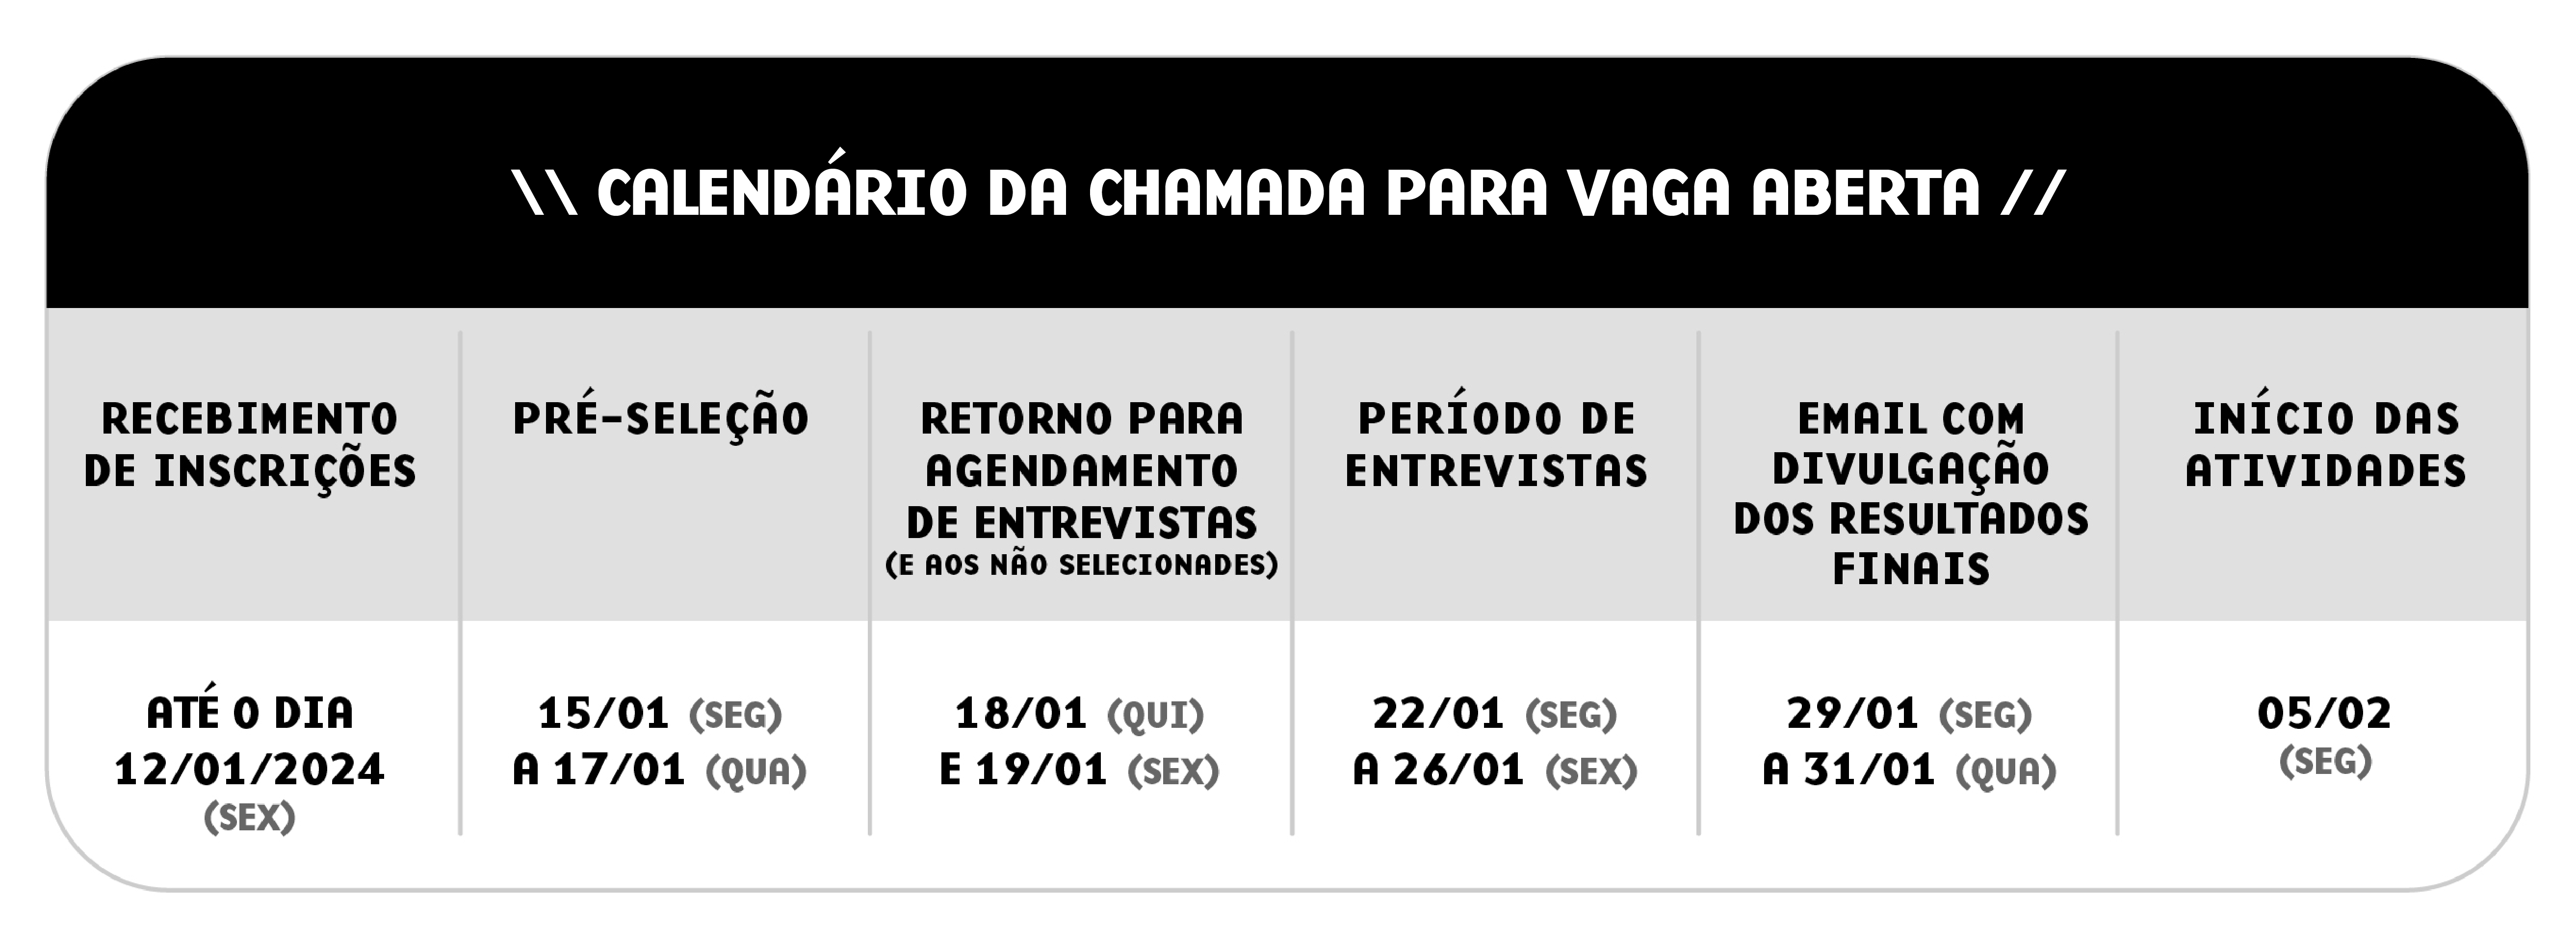 \\ CALENDÁRIO DA CHAMADA PARA VAGA ABERTA //
RECEBIMENTO
DE INSCRIÇÕES
PRÉ-SELEÇÃO
RETORNO PARA
AGENDAMENTO
DE ENTREVISTAS
(E AOS NÃO SELECIONADES)
PERÍODO DE
ENTREVISTAS
EMAIL COM
DIVULGAÇÃO
DOS RESULTADOS
FINAIS
INÍCIO DAS
ATIVIDADES
ATÉ O DIA
12/01/2024
(SEX)
15/01 (SEG)
A 17/01 (QUA)
18/01 (QUI)
E 19/01 (SEX)
22/01 (SEG)
A 26/01 (SEX)
29/01 (SEG)
A 31/01 (QUA)
05/02
(SEG)